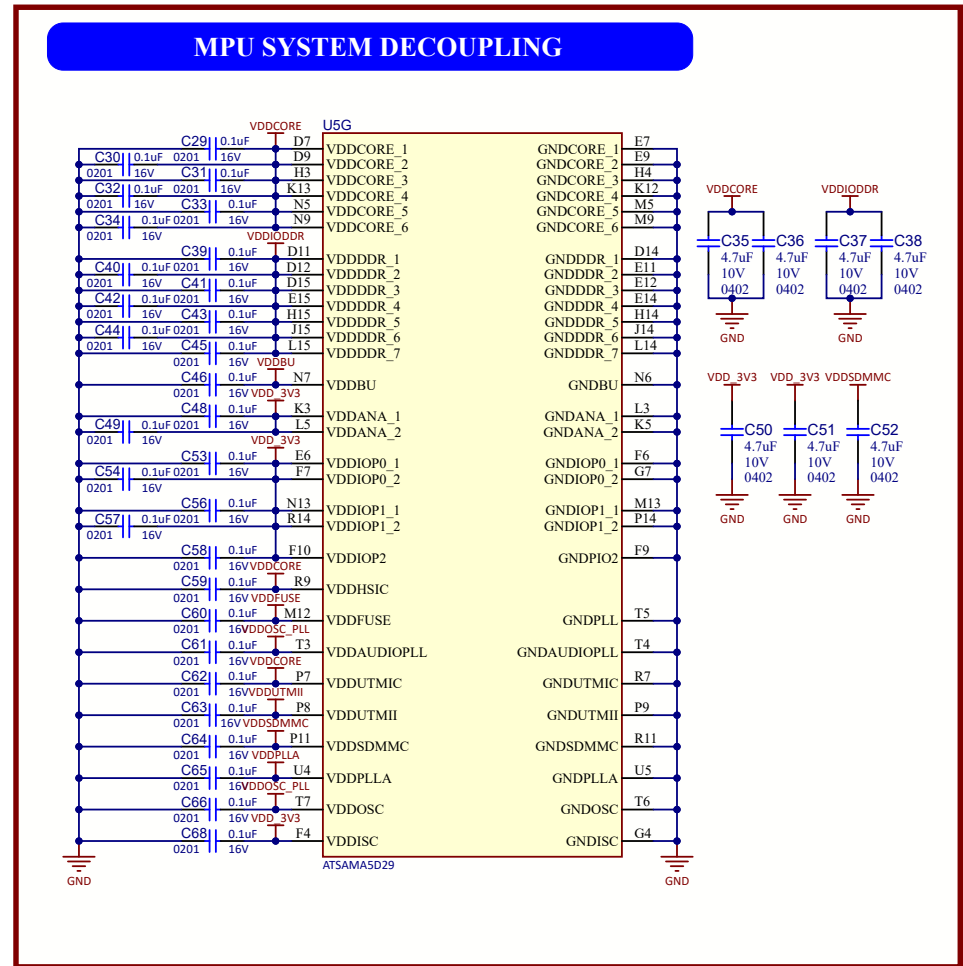 MPU SYSTEM DECOUPLING
U5G
VDDCORE
C29 0.1uF D7 VDDCORE_1 GNDCORE_1 E7
C30 0.1uF 0201 16V D9 VDDCORE_2 GNDCORE_2 E9
0201 16V C31 0.1uF H3 VDDCORE_3 GNDCORE_3 H4
C32 0.1uF 0201 16V K13 VDDCORE_4 GNDCORE_4 K12
0201 16V C33 0.1uF N5 VDDCORE_5 GNDCORE_5 M5
C34 0.1uF 0201 16V N9 VDDCORE_6 GNDCORE_6 M9
0201 16V VDDIODDR
C39 0.1uF D11 VDDDDR_1 GNDDDR_1 D14
C40 0.1uF 0201 16V D12 VDDDDR_2 GNDDDR_2 E11
0201 16V C41 0.1uF D15 VDDDDR_3 GNDDDR_3 E12
C42 0.1uF 0201 16V E15 VDDDDR_4 GNDDDR_4 E14
0201 16V C43 0.1uF H15 VDDDDR_5 GNDDDR_5 H14
C44 0.1uF 0201 16V J15 VDDDDR_6 GNDDDR_6 J14
0201 16V C45 0.1uF L15 VDDDDR_7 GNDDDR_7 L14
0201 16V VDDBU
C46 0.1uF N7 VDDBU GNDBU N6
0201 16V VDD_3V3
C48 0.1uF K3 VDDANA_1 GNDANA_1 L3
C49 0.1uF 0201 16V L5 VDDANA_2 GNDANA_2 K5
0201 16V VDD_3V3
C53 0.1uF E6 VDDIOP0_1 GNDIOP0_1 F6
C54 0.1uF 0201 16V F7 VDDIOP0_2 GNDIOP0_2 G7
0201 16V
C56 0.1uF N13 VDDIOP1_1 GNDIOP1_1 M13
C57 0.1uF 0201 16V R14 VDDIOP1_2 GNDIOP1_2 P14
0201 16V
C58 0.1uF F10 VDDIOP2 GNDPIO2 F9
0201 16V VDDCORE
C59 0.1uF R9 VDDHSIC
0201 16V VDDFUSE
C60 0.1uF M12 VDDFUSE GNDPLL T5
0201 16V VDDOSC_PLL
C61 0.1uF T3 VDDAUDIOPLL GNDAUDIOPLL T4
0201 16V VDDCORE
C62 0.1uF P7 VDDUTMIC GNDUTMIC R7
0201 16V VDDUTMII
C63 0.1uF P8 VDDUTMII GNDUTMII P9
0201 16V VDDSDMMC
C64 0.1uF P11 VDDSDMMC GNDSDMMC R11
0201 16V VDDPLLA
C65 0.1uF U4 VDDPLLA GNDPLLA U5
0201 16V VDDOSC_PLL
C66 0.1uF T7 VDDOSC GNDOSC T6
0201 16V VDD_3V3
C68 0.1uF F4 VDDISC GNDISC G4
0201 16V
ATSAMA5D29
GND GND
VDDCORE VDDIODDR
C35 C36 C37 C38
4.7uF 4.7uF 4.7uF 4.7uF
10V 10V 10V 10V
0402 0402 0402 0402
GND GND
VDD_3V3 VDD_3V3 VDDSDMMC
C50 C51 C52
4.7uF 4.7uF 4.7uF
10V 10V 10V
0402 0402 0402
GND GND GND